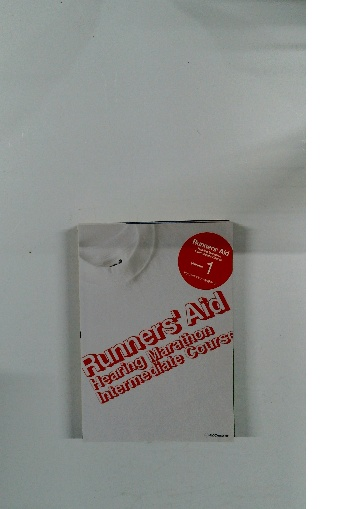 Runners' Aid
1
Runners' Aid
Hearing Marathon
Intermediate Course